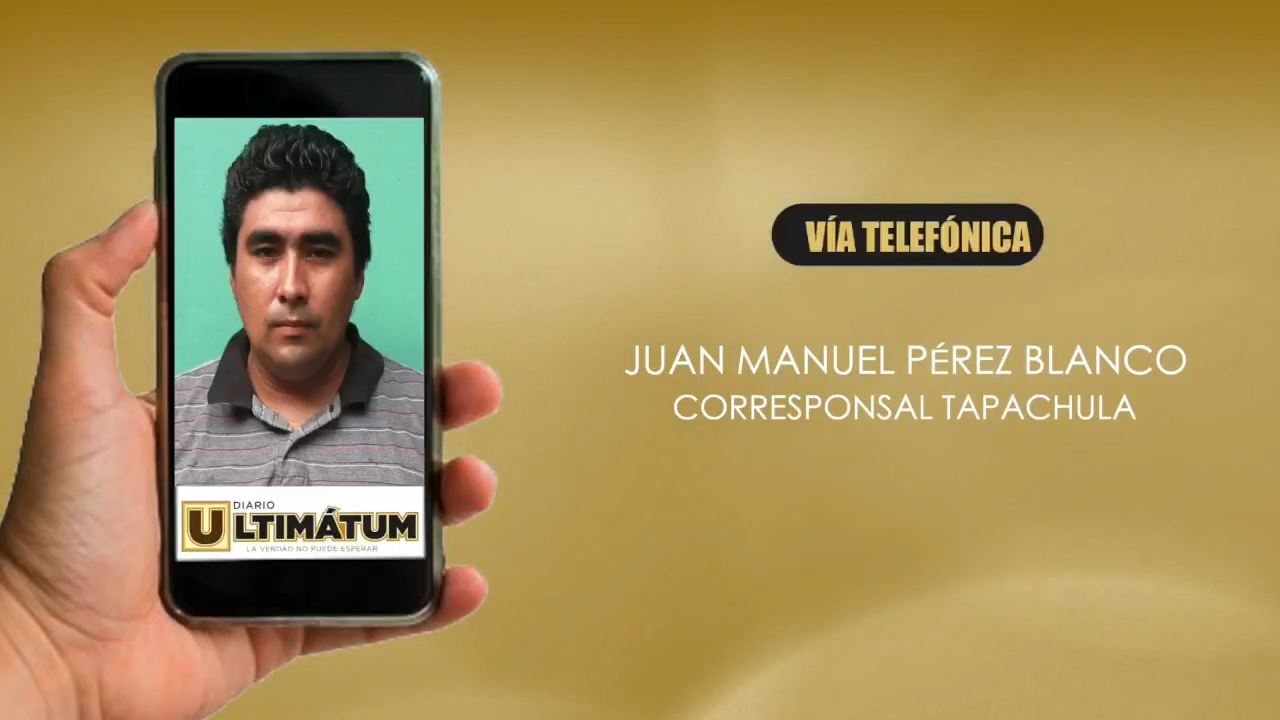 DIARIO
ULTIMÁTUM
LA VERDAD NO PUEDE ESPERAR
VÍA TELEFÓNICA
JUAN MANUEL PÉREZ BLANCO
CORRESPONSAL TAPACHULA